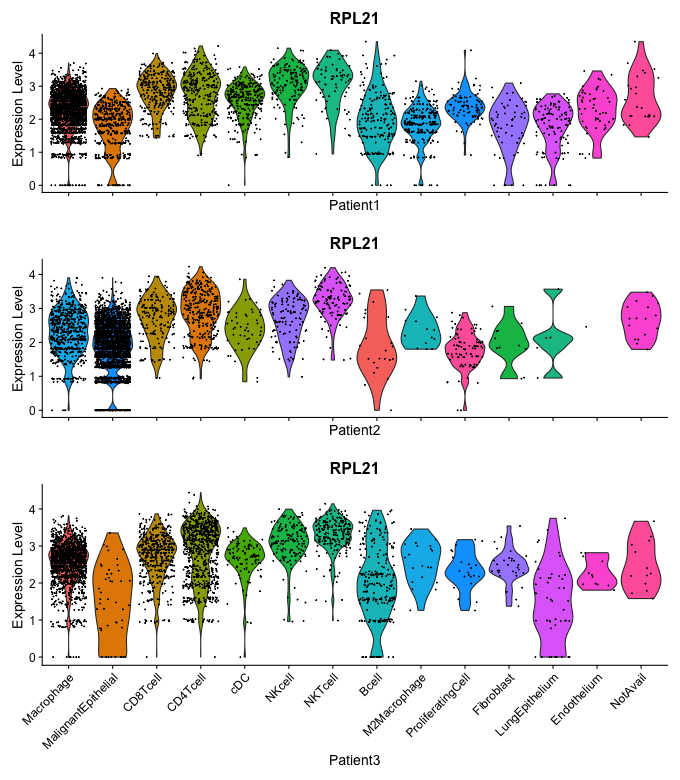 RPL21
Expression Level
4
3
2
1
0
Patient1
RPL21
Expression Level
4
3
2
1
0
Patient2
RPL21
Expression Level
4
3
2
1
0
Macrophage
MalignantEpithelial
CD8Tcell
CD4Tcell
cDC
NKcell
NKTcell
Bcell
M2Macrophage
ProliferatingCell
Fibroblast
LungEpithelium
Endothelium
NotAvail
Patient3